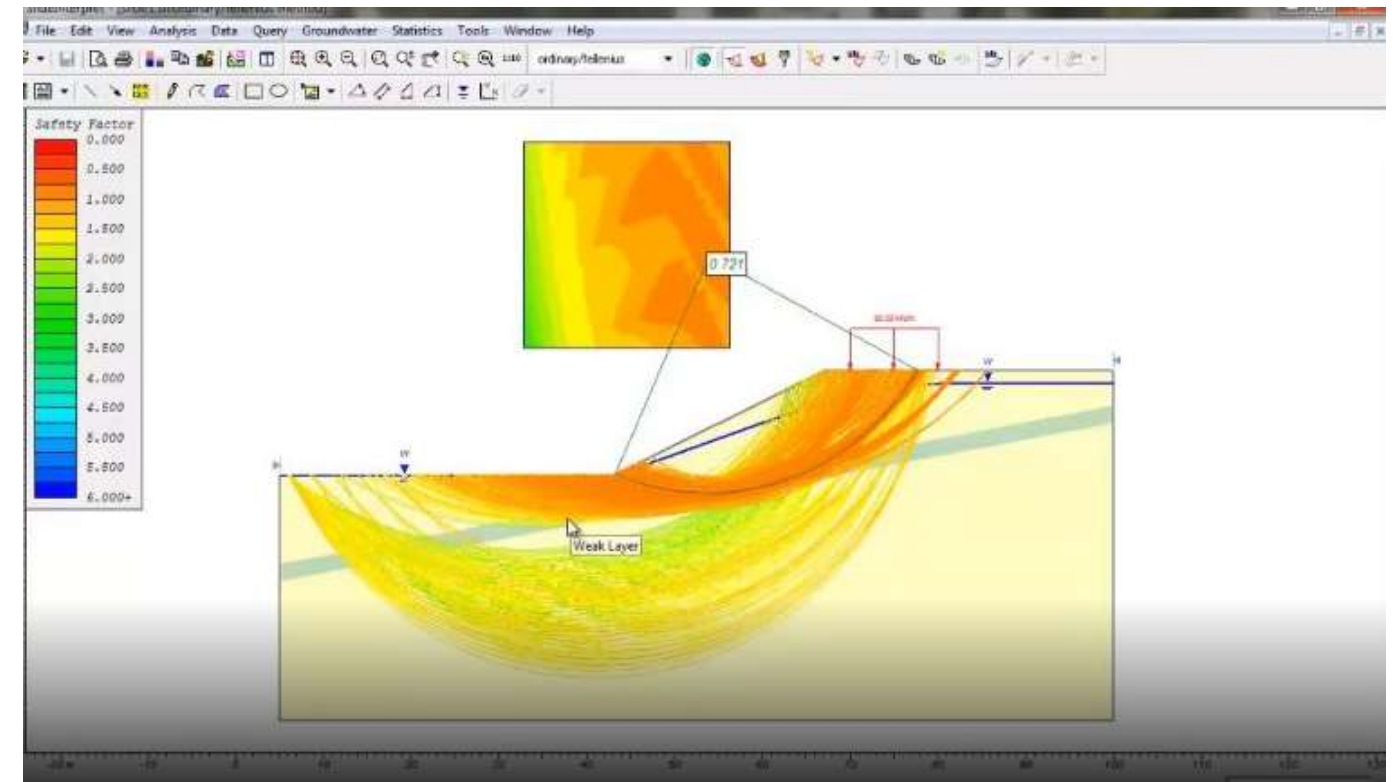 File Edit View Analysis Data Query Groundwater Statistics Tools Window Help
ordinary/fellenius
Safety Factor
0.000
0.500
1.000
1.500
2.000
2.500
3.000
3.500
4.000
4.500
5.000
5.500
6.000+
0.721
W
W
Weak Layer